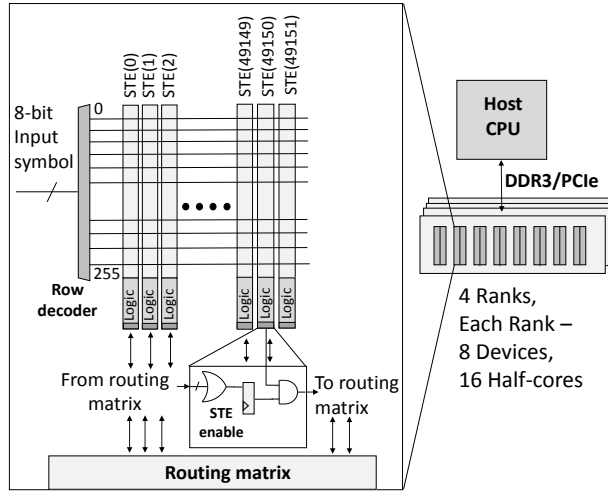 STE(0)
STE(1)
STE(2)
STE(49149)
STE(49150)
STE(49151)
0
8-bit
Input
symbol
255
Row
decoder
Logic
Logic
Logic
Logic
Logic
Logic
From routing
matrix
STE
enable
To routing
matrix
Routing matrix
Host
CPU
DDR3/PCIe
4 Ranks,
Each Rank –
8 Devices,
16 Half-cores